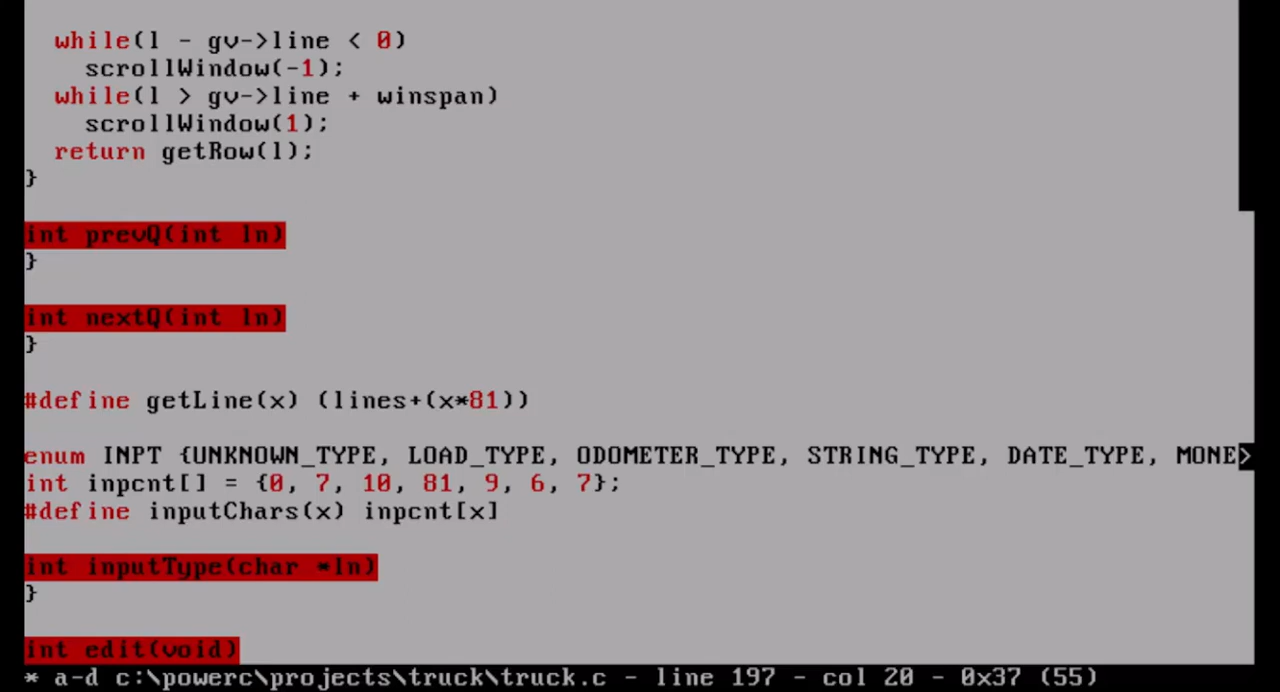 while(l - gv->line < 0)
scrollWindow(-1);
while(l > gv->line + winspan)
scrollWindow(1);
return getRow(l);
}
int prevQ(int ln)
}
int nextQ(int ln)
}
#define getLine(x) (lines+(x*81))
enum INPT {UNKNOWN_TYPE, LOAD_TYPE, ODOMETER_TYPE, STRING_TYPE, DATE_TYPE, MONE>
int inpcnt[] = {0, 7, 10, 81, 9, 6, 7};
#define inputChars(x) inpcnt[x]
int inputType(char *ln)
}
int edit(void)
* a-d c:\powerc\projects\truck\truck.c - line 197 - col 20 - 0x37 (55)